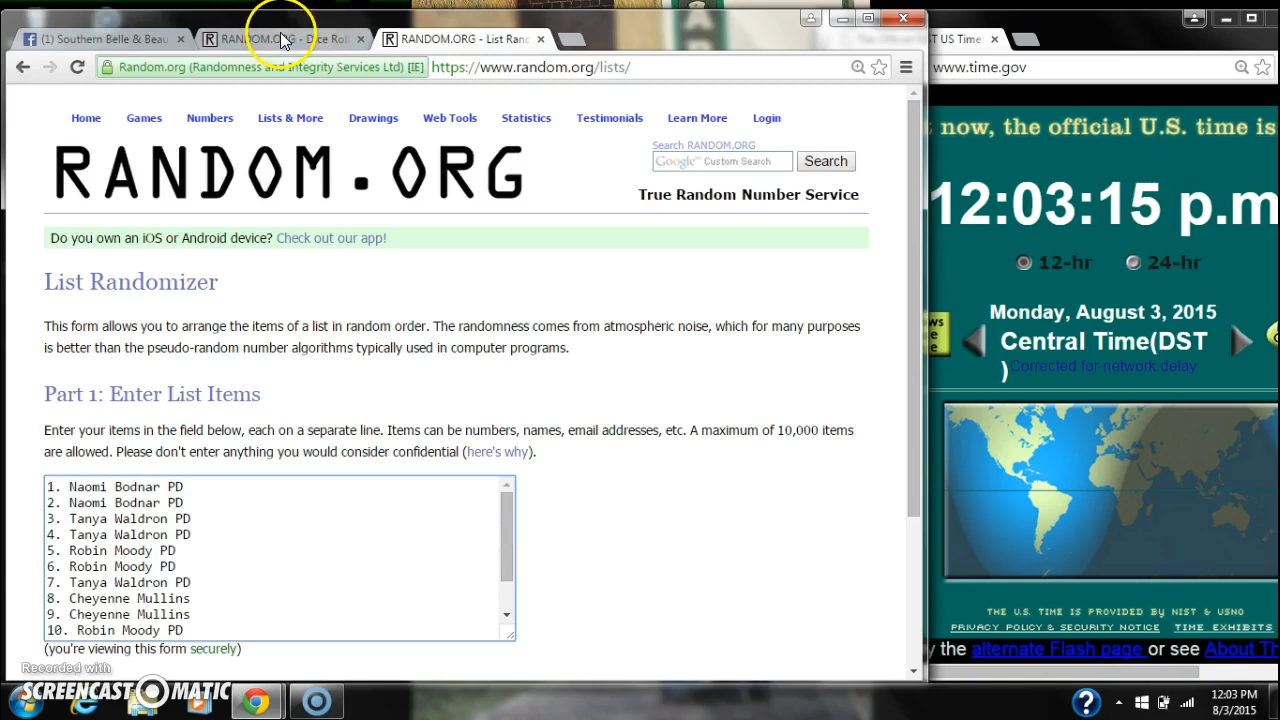 (1) Southern Belle & Beau
RANDOM.ORG - Dice Roll
RANDOM.ORG - List Ranc
ST US Time
Random.org (Randomness and Integrity Services Ltd) [IE]
https://www.random.org/lists/
www.time.gov
Home Games Numbers Lists & More Drawings Web Tools Statistics Testimonials Learn More Login
RANDOM.ORG
Search RANDOM.ORG
Google™ Custom Search
Search
True Random Number Service
Do you own an iOS or Android device? Check out our app!
List Randomizer
This form allows you to arrange the items of a list in random order. The randomness comes from atmospheric noise, which for many purposes
is better than the pseudo-random number algorithms typically used in computer programs.
Part 1: Enter List Items
Enter your items in the field below, each on a separate line. Items can be numbers, names, email addresses, etc. A maximum of 10,000 items
are allowed. Please don't enter anything you would consider confidential (here's why).
1. Naomi Bodnar PD
2. Naomi Bodnar PD
3. Tanya Waldron PD
4. Tanya Waldron PD
5. Robin Moody PD
6. Robin Moody PD
7. Tanya Waldron PD
8. Cheyenne Mullins
9. Cheyenne Mullins
10. Robin Moody PD
(you're viewing this form securely)
now, the official U.S. time is
12:03:15 p.m
12-hr 24-hr
Monday, August 3, 2015
Central Time(DST
)
Corrected for network delay
THE U.S. TIME IS PROVIDED BY NIST & USNO
PRIVACY POLICY & SECURITY NOTICE TIME EXHIBITS
y the alternate Flash page or see About Th
Recorded with
SCREENCAST-O-MATIC
12:03 PM
8/3/2015